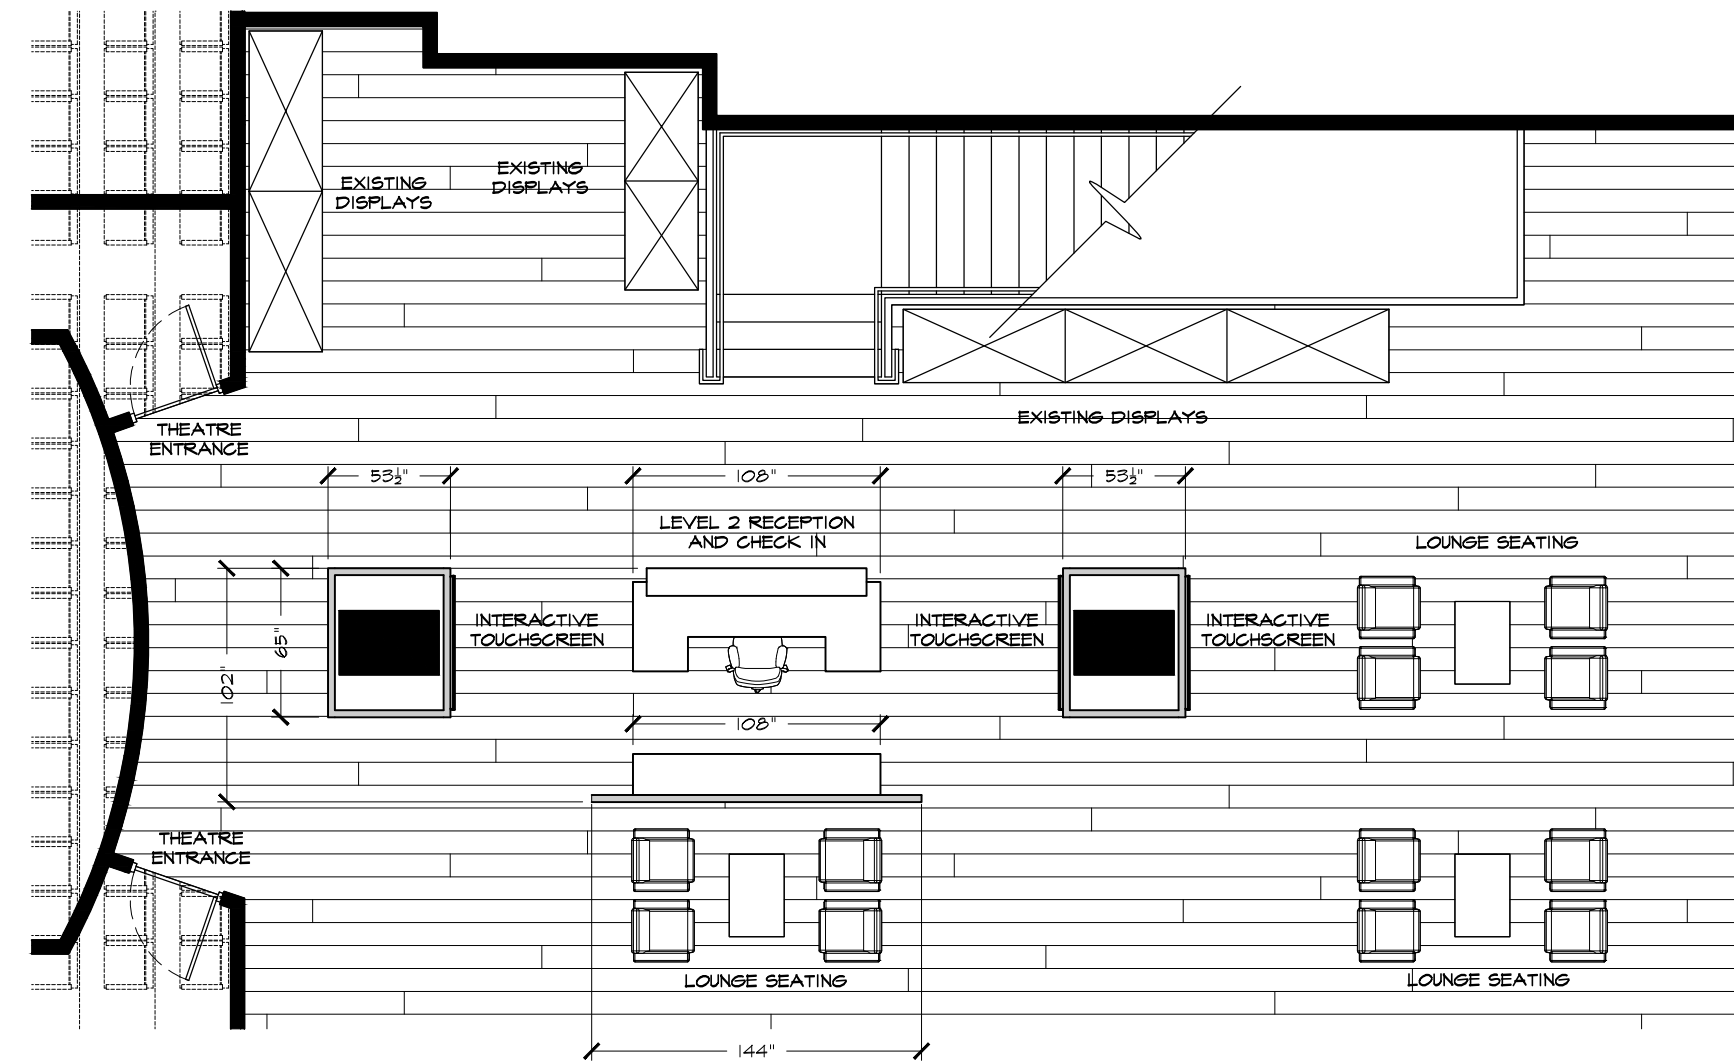 EXISTING
DISPLAYS
EXISTING
DISPLAYS
EXISTING DISPLAYS
THEATRE
ENTRANCE
53½"
108"
53½"
LEVEL 2 RECEPTION
AND CHECK IN
LOUNGE SEATING
102"
65"
INTERACTIVE
TOUCHSCREEN
INTERACTIVE
TOUCHSCREEN
INTERACTIVE
TOUCHSCREEN
108"
THEATRE
ENTRANCE
LOUNGE SEATING
LOUNGE SEATING
144"